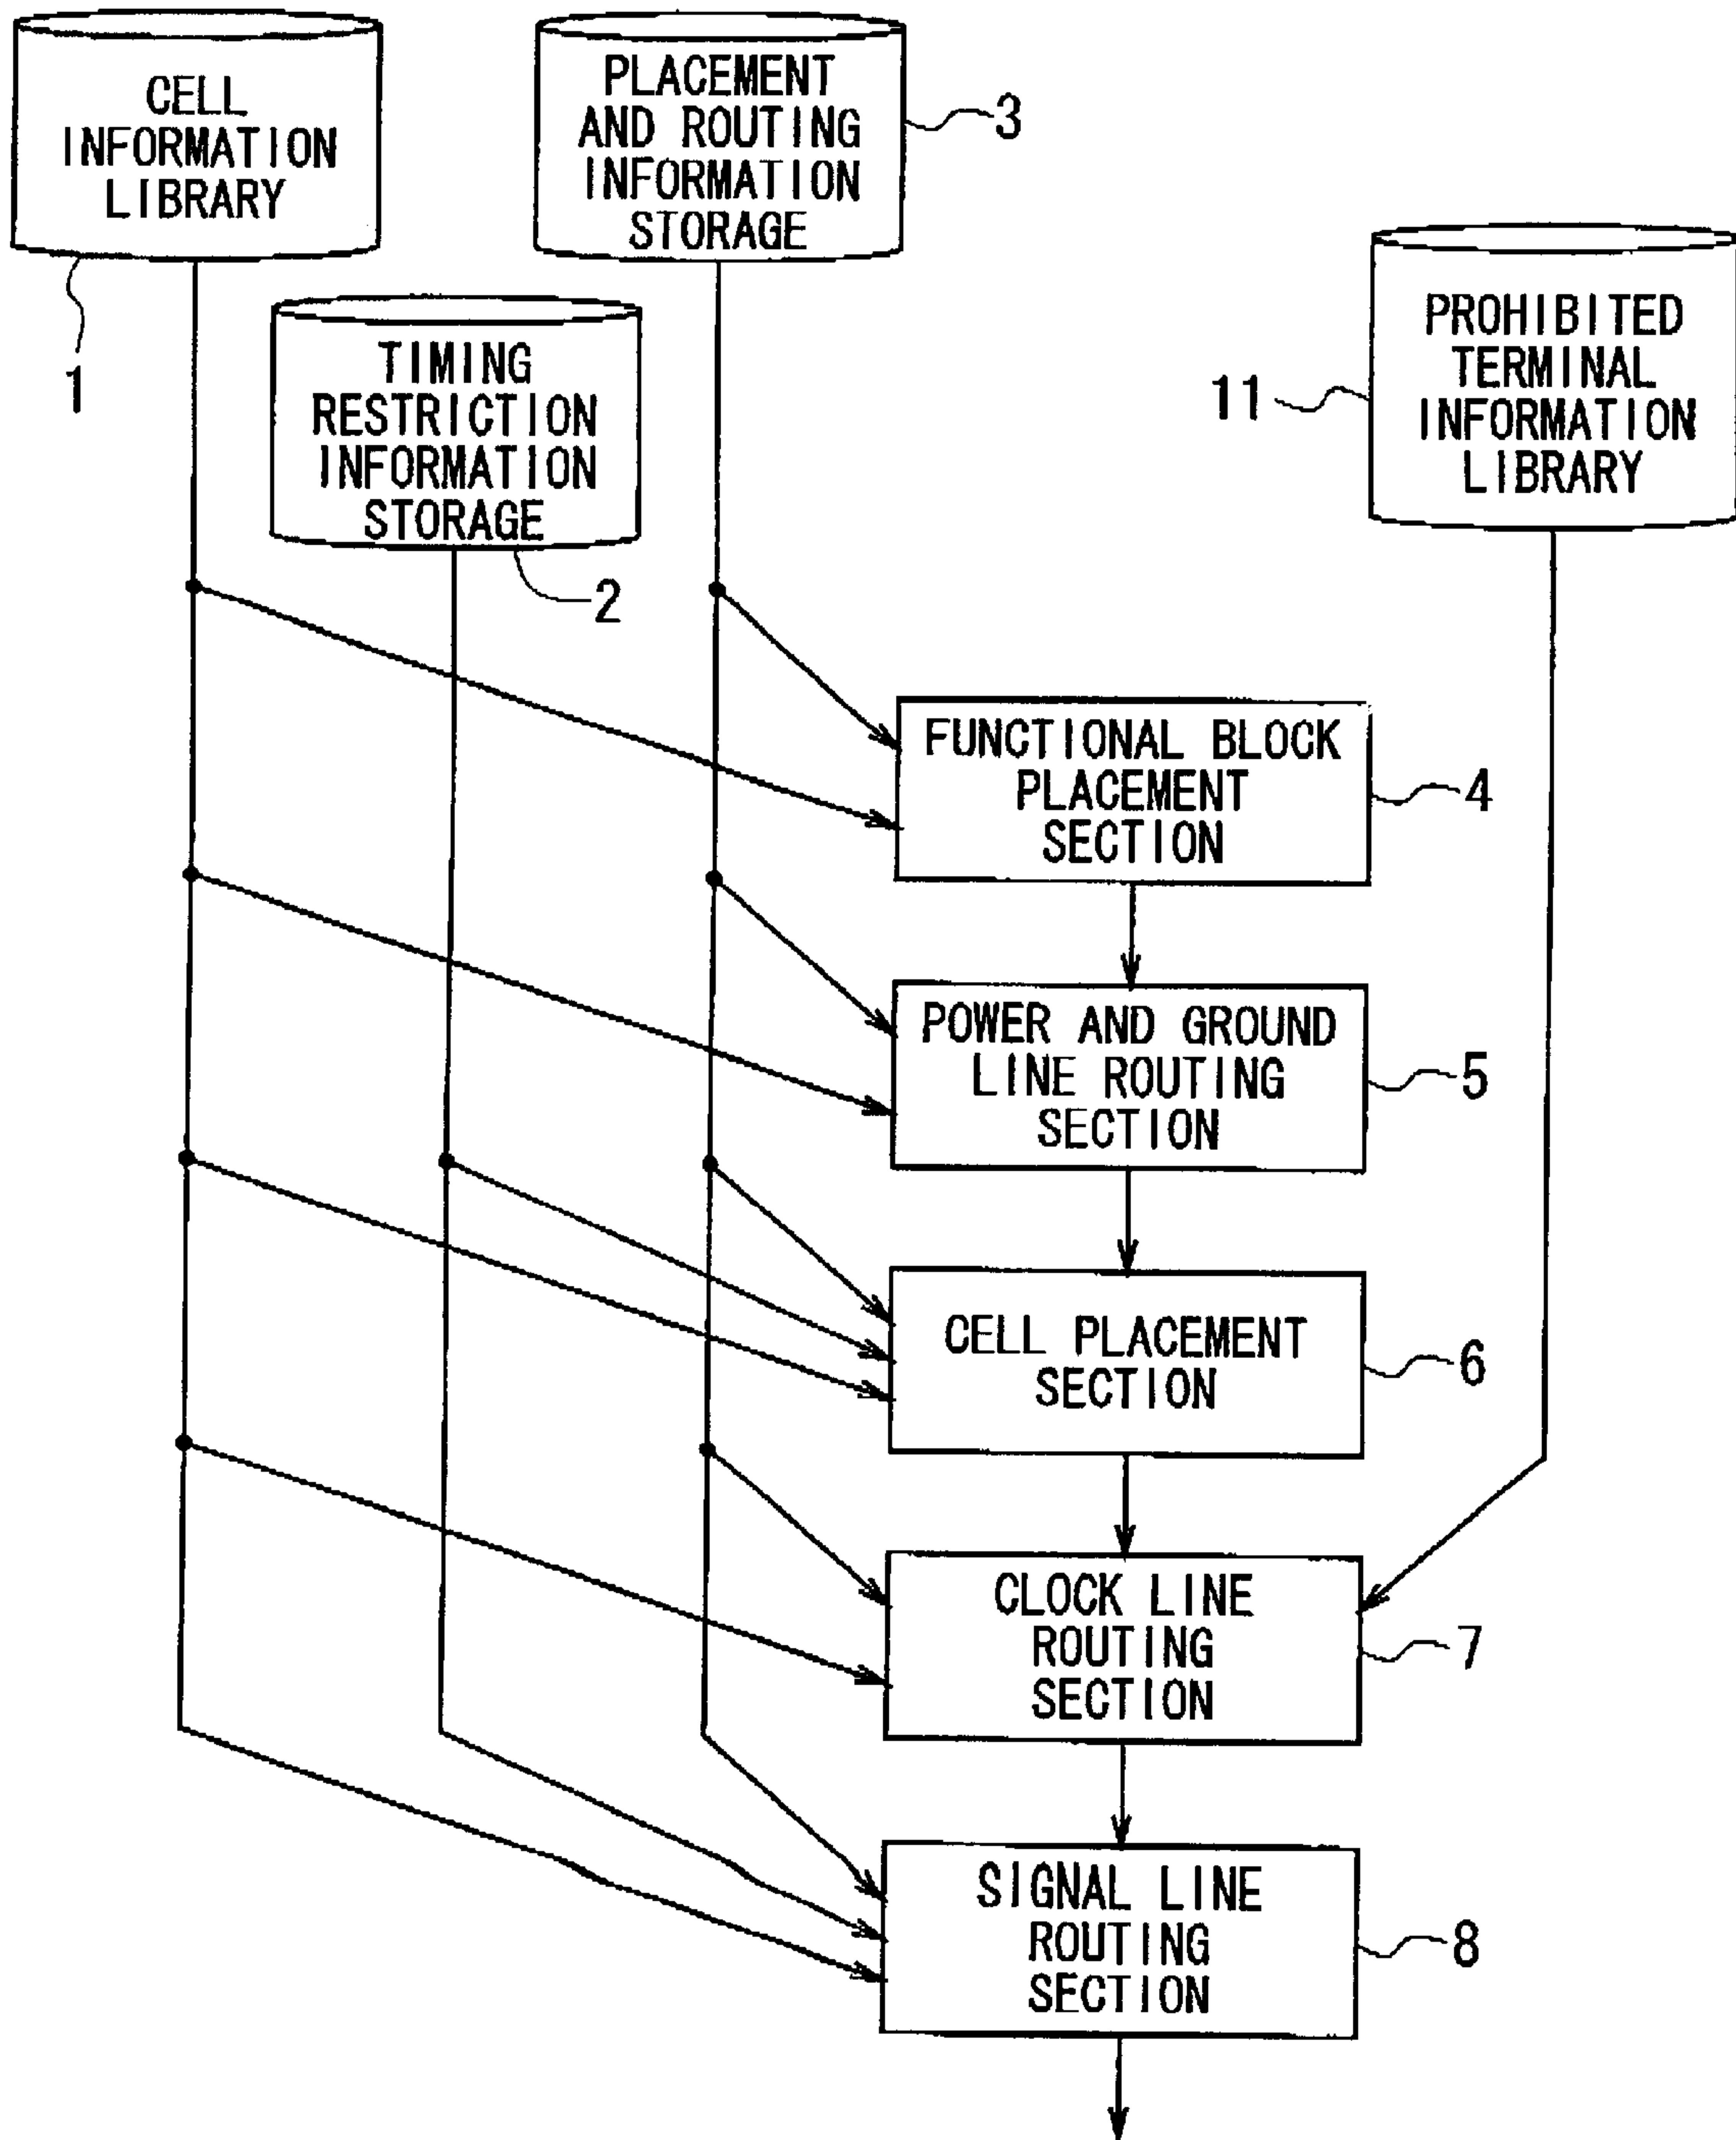 CELL
INFORMATION
LIBRARY
1
PLACEMENT
AND ROUTING
INFORMATION
STORAGE
3
TIMING
RESTRICTION
INFORMATION
STORAGE
2
PROHIBITED
TERMINAL
INFORMATION
LIBRARY
11
FUNCTIONAL BLOCK
PLACEMENT
SECTION
4
POWER AND GROUND
LINE ROUTING
SECTION
5
CELL PLACEMENT
SECTION
6
CLOCK LINE
ROUTING
SECTION
7
SIGNAL LINE
ROUTING
SECTION
8